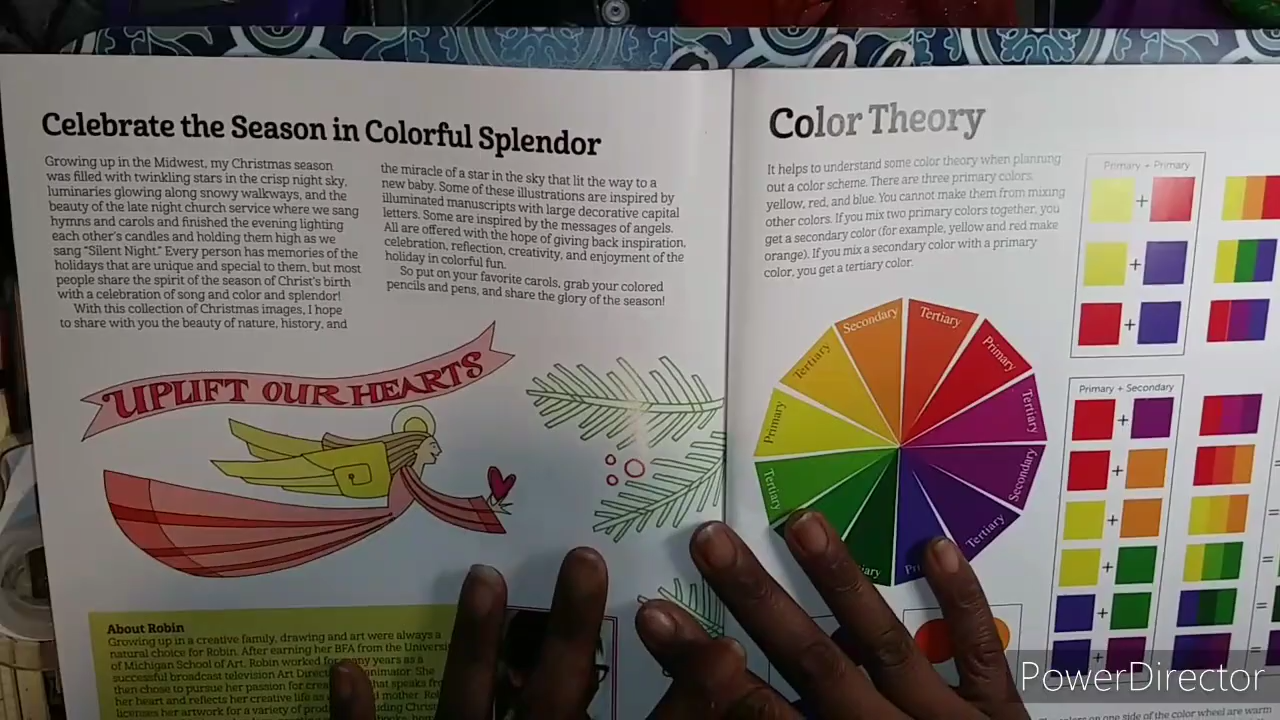 Celebrate the Season in Colorful Splendor
Growing up in the Midwest, my Christmas season
was filled with twinkling stars in the crisp night sky,
luminaries glowing along snowy walkways, and the
beauty of the late night church service where we sang
hymns and carols and finished the evening lighting
each other's candles and holding them high as we
sang "Silent Night." Every person has memories of the
holidays that are unique and special to them, but most
people share the spirit of the season of Christ's birth
with a celebration of song and color and splendor!
With this collection of Christmas images, I hope
to share with you the beauty of nature, history, and
the miracle of a star in the sky that lit the way to a
new baby. Some of these illustrations are inspired by
illuminated manuscripts with large decorative capital
letters. Some are inspired by the messages of angels.
All are offered with the hope of giving back inspiration,
celebration, reflection, creativity, and enjoyment of the
holiday in colorful fun.
So put on your favorite carols, grab your colored
pencils and pens, and share the glory of the season!
UPLIFT OUR HEARTS
About Robin
Growing up in a creative family, drawing and art were always a
natural choice for Robin. After earning her BFA from the
of Michigan School of Art, Robin worked for many years as a
successful broadcast television Art
then chose to pursue her passion for
her heart and reflects her creative life as
licenses her artwork for a variety of
Color Theory
It helps to understand some color theory when planning
out a color scheme. There are three primary colors,
yellow, red, and blue. You cannot make them from mixing
other colors. If you mix two primary colors together, you
get a secondary color (for example, yellow and red make
orange). If you mix a secondary color with a primary
color, you get a tertiary color.
Secondary
Tertiary
Primary
Tertiary
Secondary
Tertiary
Tertiary
Primary
Tertiary
Primary + Primary
+
+
+
Primary + Secondary
+
+
+
+
+
+
=
=
=
=
colors on one side of the color wheel are warm
PowerDirector